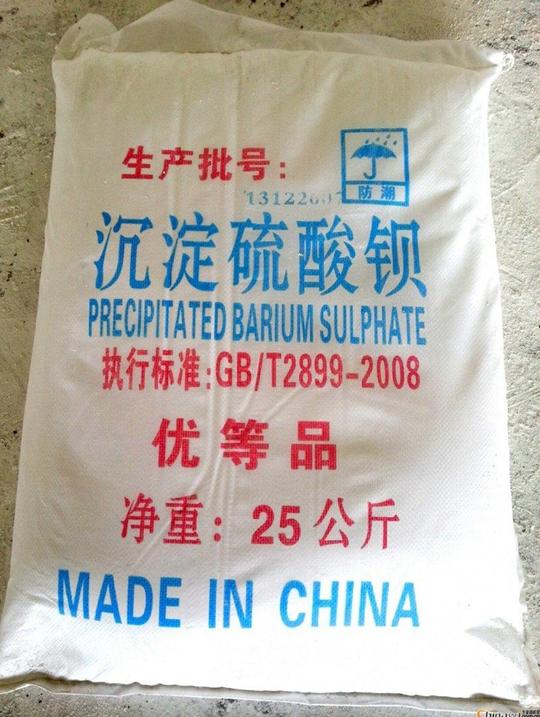 生产批号：
防潮
沉淀硫酸钡
PRECIPITATED BARIUM SULPHATE
执行标准:GB/T2899-2008
优等品
净重：25公斤
MADE IN CHINA